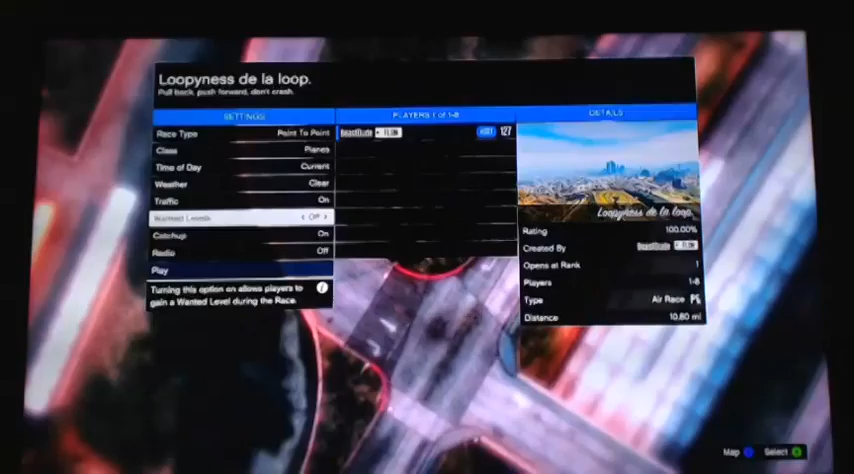 Loopyness de la loop.
Pull back, push forward, don't crash.
SETTINGS
PLAYERS 1 of 1-8
DETAILS
Race Type Point To Point
Class Planes
Time of Day Current
Weather Clear
Traffic On
Wanted Levels < Off >
Catchup On
Radio Off
Play
Turning this option on allows players to
gain a Wanted Level during the Race.
BeastDude
HOST 127
Loopyness de la loop.
Rating 100.00%
Created By BeastDude
Opens at Rank 1
Players 1-8
Type Air Race
Distance 10.80 mi
Map
Select